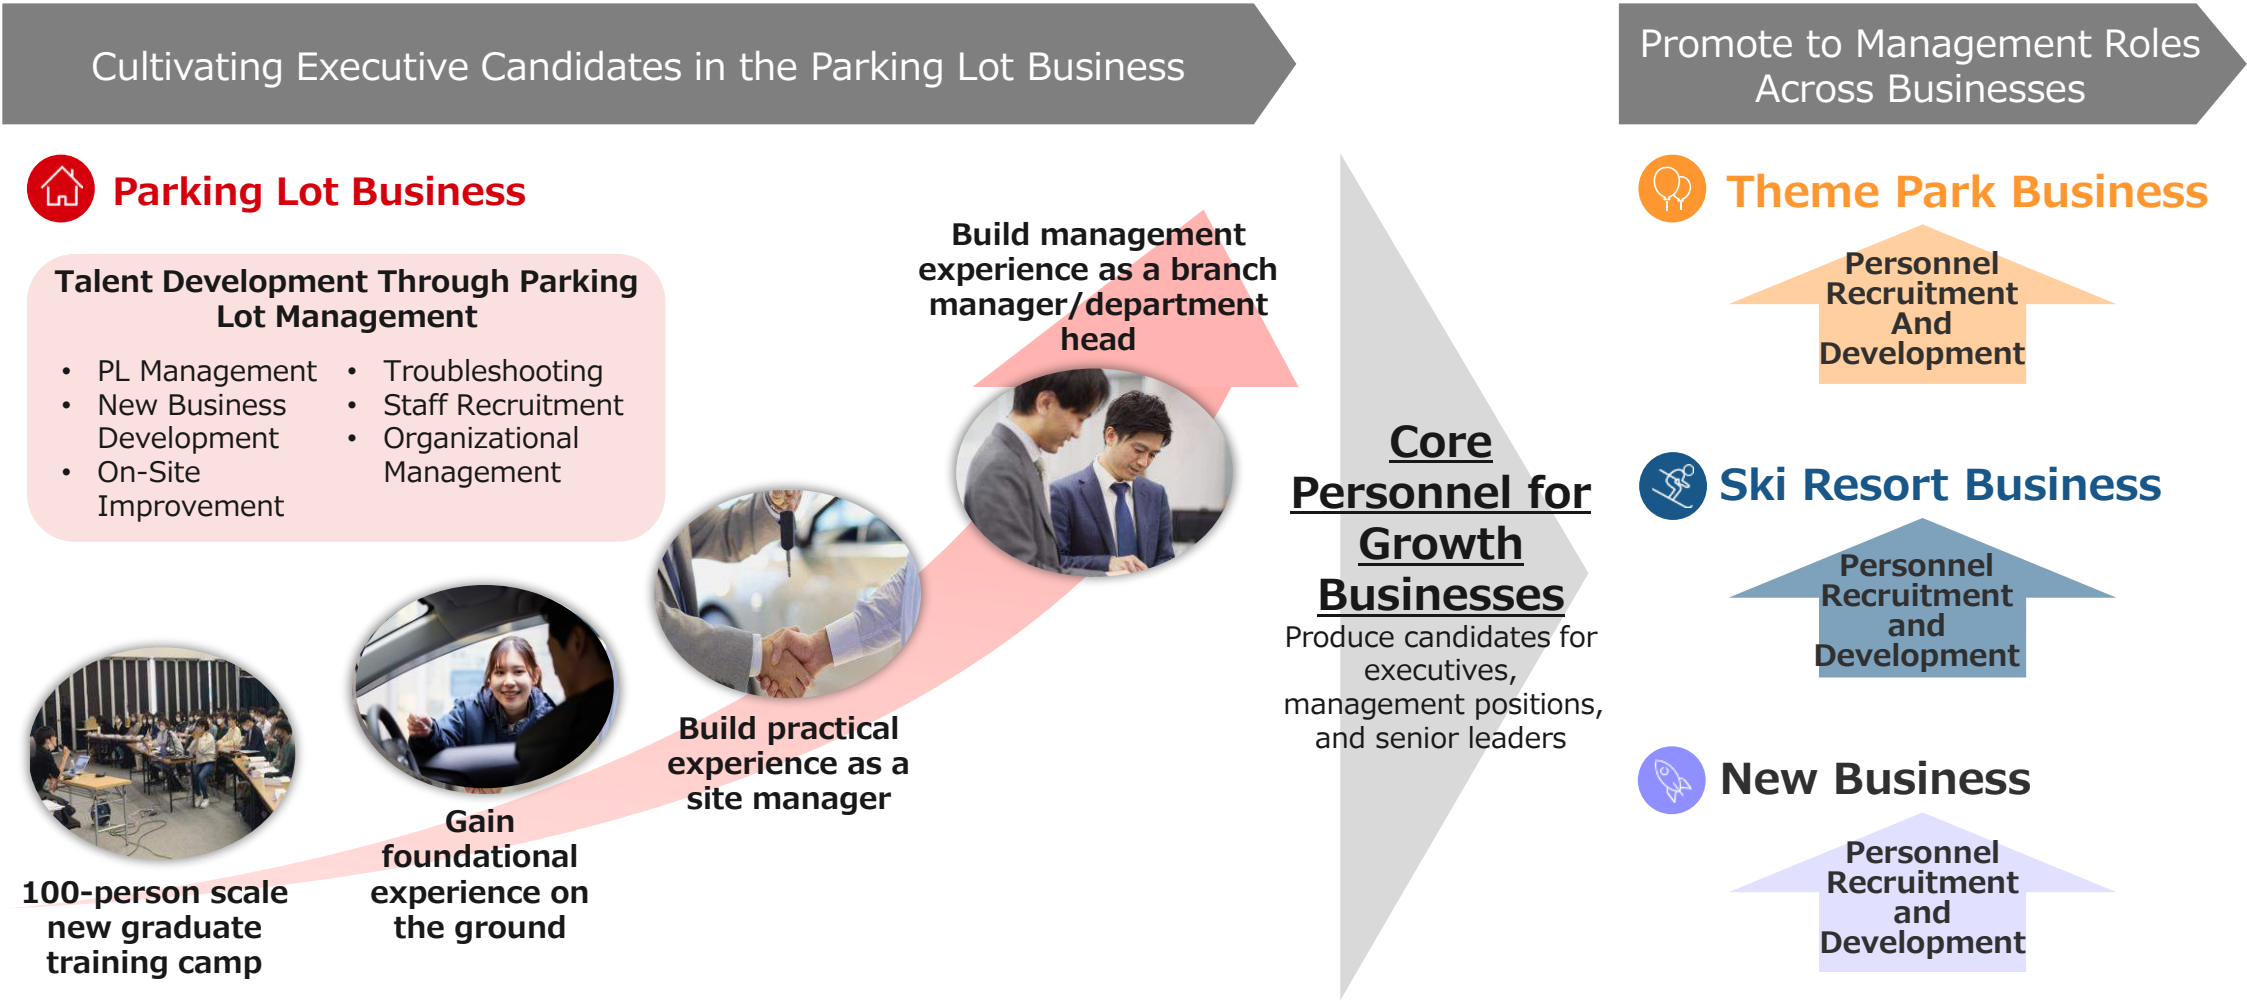 Cultivating Executive Candidates in the Parking Lot Business
Promote to Management Roles
Across Businesses
Parking Lot Business
Talent Development Through Parking
Lot Management
• PL Management
• New Business
Development
• On-Site
Improvement
• Troubleshooting
• Staff Recruitment
• Organizational
Management
100-person scale
new graduate
training camp
Gain
foundational
experience on
the ground
Build practical
experience as a
site manager
Build management
experience as a branch
manager/department
head
Core
Personnel for
Growth
Businesses
Produce candidates for
executives,
management positions,
and senior leaders
Theme Park Business
Personnel
Recruitment
And
Development
Ski Resort Business
Personnel
Recruitment
and
Development
New Business
Personnel
Recruitment
and
Development